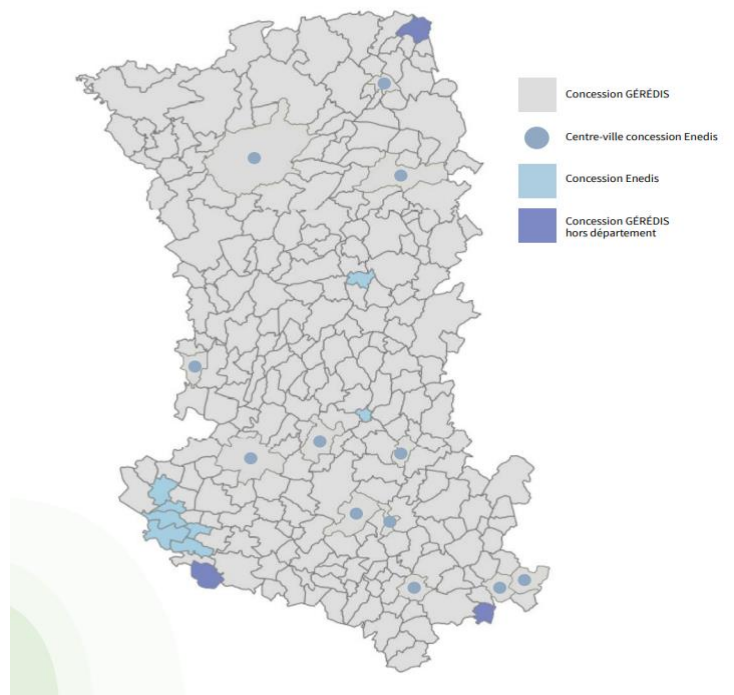 Concession GÉRÉDIS
Centre-ville concession Enedis
Concession Enedis
Concession GÉRÉDIS
hors département